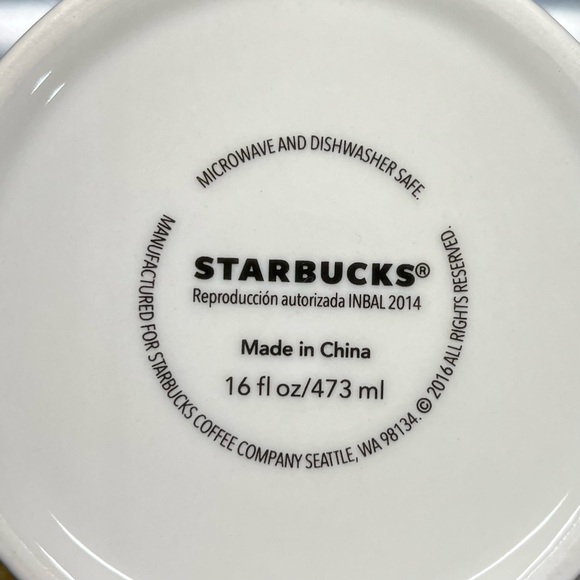 MICROWAVE AND DISHWASHER SAFE.
STARBUCKS®
Reproducción autorizada INBAL 2014
Made in China
16 fl oz/473 ml
MANUFACTURED FOR STARBUCKS COFFEE COMPANY SEATTLE, WA 98134. © 2016 ALL RIGHTS RESERVED.